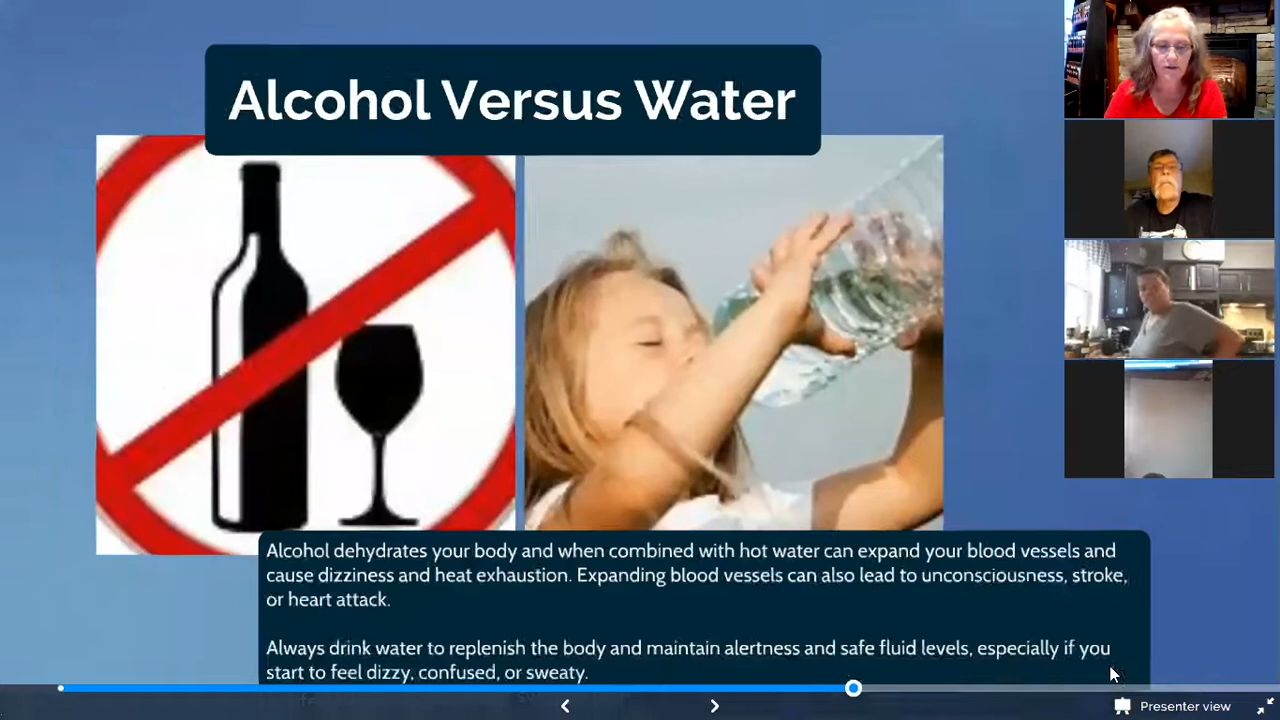 Alcohol Versus Water
Alcohol dehydrates your body and when combined with hot water can expand your blood vessels and
cause dizziness and heat exhaustion. Expanding blood vessels can also lead to unconsciousness, stroke,
or heart attack.
Always drink water to replenish the body and maintain alertness and safe fluid levels, especially if you
start to feel dizzy, confused, or sweaty.
Presenter view